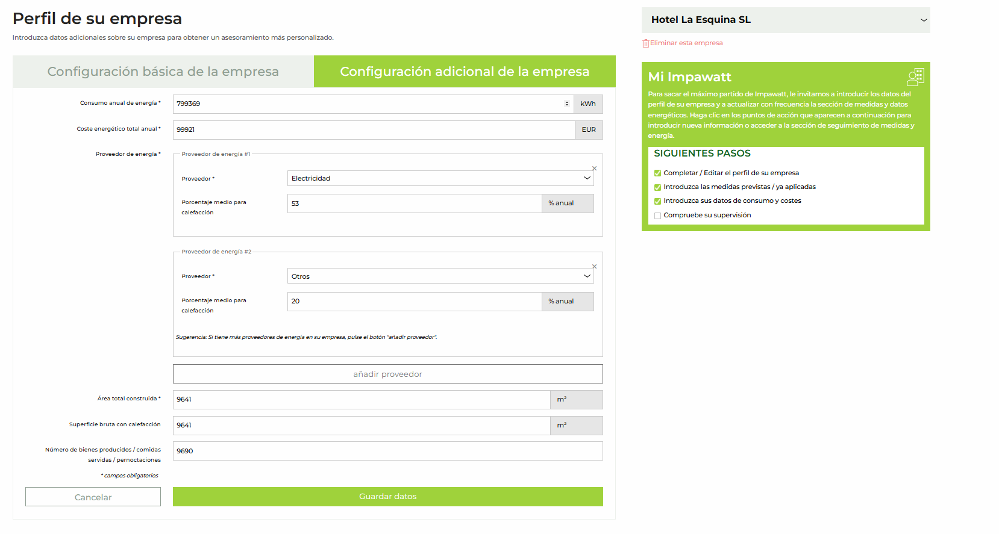 Perfil de su empresa
Introduzca datos adicionales sobre su empresa para obtener un asesoramiento más personalizado.
Configuración básica de la empresa
Configuración adicional de la empresa
Consumo anual de energía *
799369
kWh
Coste energético total anual *
99921
EUR
Proveedor de energía *
Proveedor de energía #1
Proveedor *
Electricidad
Porcentaje medio para
calefacción
53
% anual
Proveedor de energía #2
Proveedor *
Otros
Porcentaje medio para
calefacción
20
% anual
Sugerencia: Si tiene más proveedores de energía en su empresa, pulse el botón "añadir proveedor".
añadir proveedor
Área total construida *
9641
m²
Superficie bruta con calefacción
9641
m²
Número de bienes producidos / comidas
servidas / pernoctaciones
9690
* campos obligatorios
Cancelar
Guardar datos
Hotel La Esquina SL
Eliminar esta empresa
Mi Impawatt
Para sacar el máximo partido de Impawatt, le invitamos a introducir los datos del
perfil de su empresa y a actualizar con frecuencia la sección de medidas y datos
energéticos. Haga clic en los puntos de acción que aparecen a continuación para
introducir nueva información o acceder a la sección de seguimiento de medidas y
energía.
SIGUIENTES PASOS
Completar / Editar el perfil de su empresa
Introduzca las medidas previstas / ya aplicadas
Introduzca sus datos de consumo y costes
Compruebe su supervisión